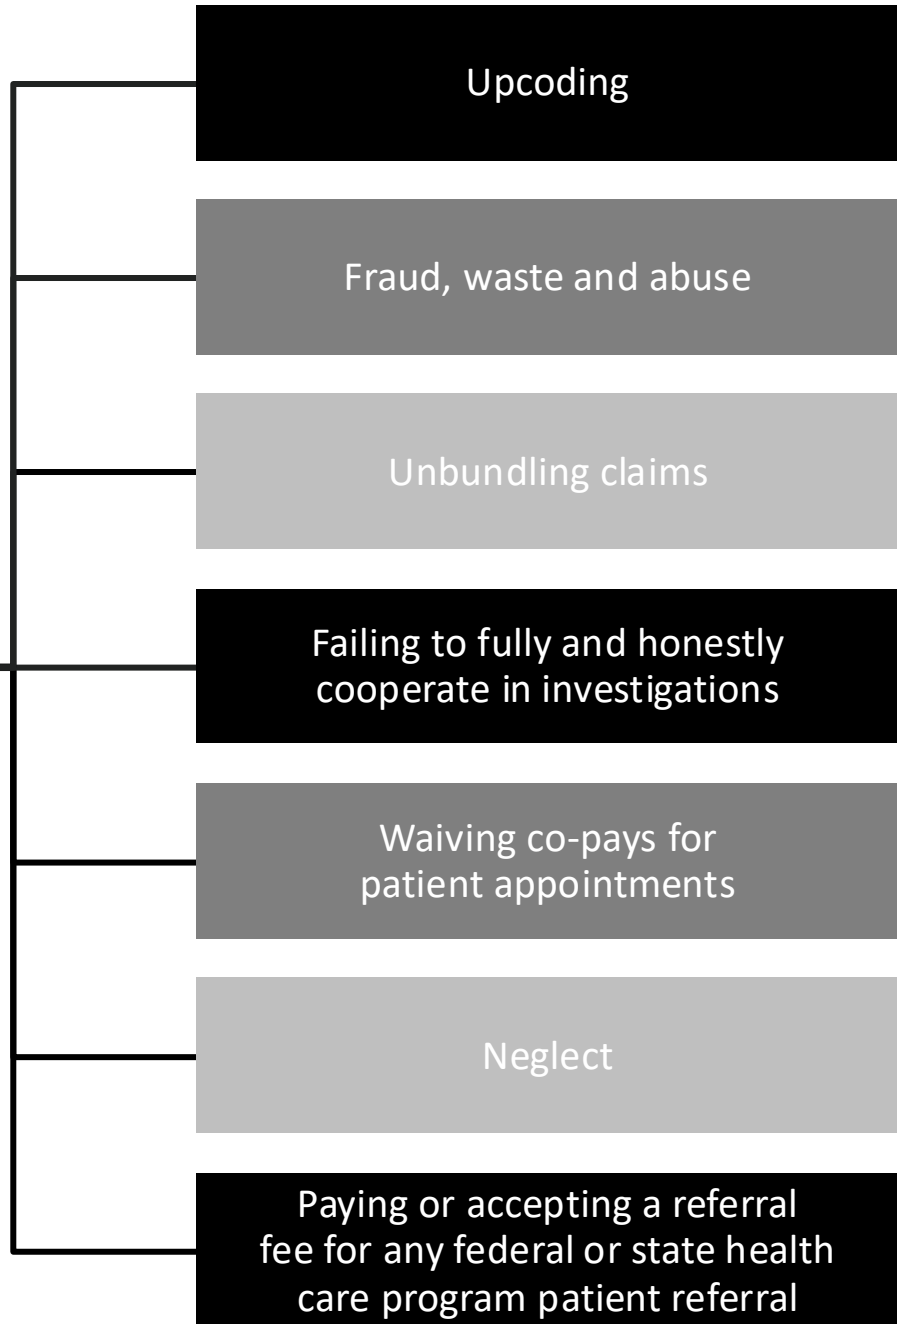 Upcoding
Fraud, waste and abuse
Unbundling claims
Failing to fully and honestly
cooperate in investigations
Waiving co-pays for
patient appointments
Neglect
Paying or accepting a referral
fee for any federal or state health
care program patient referral